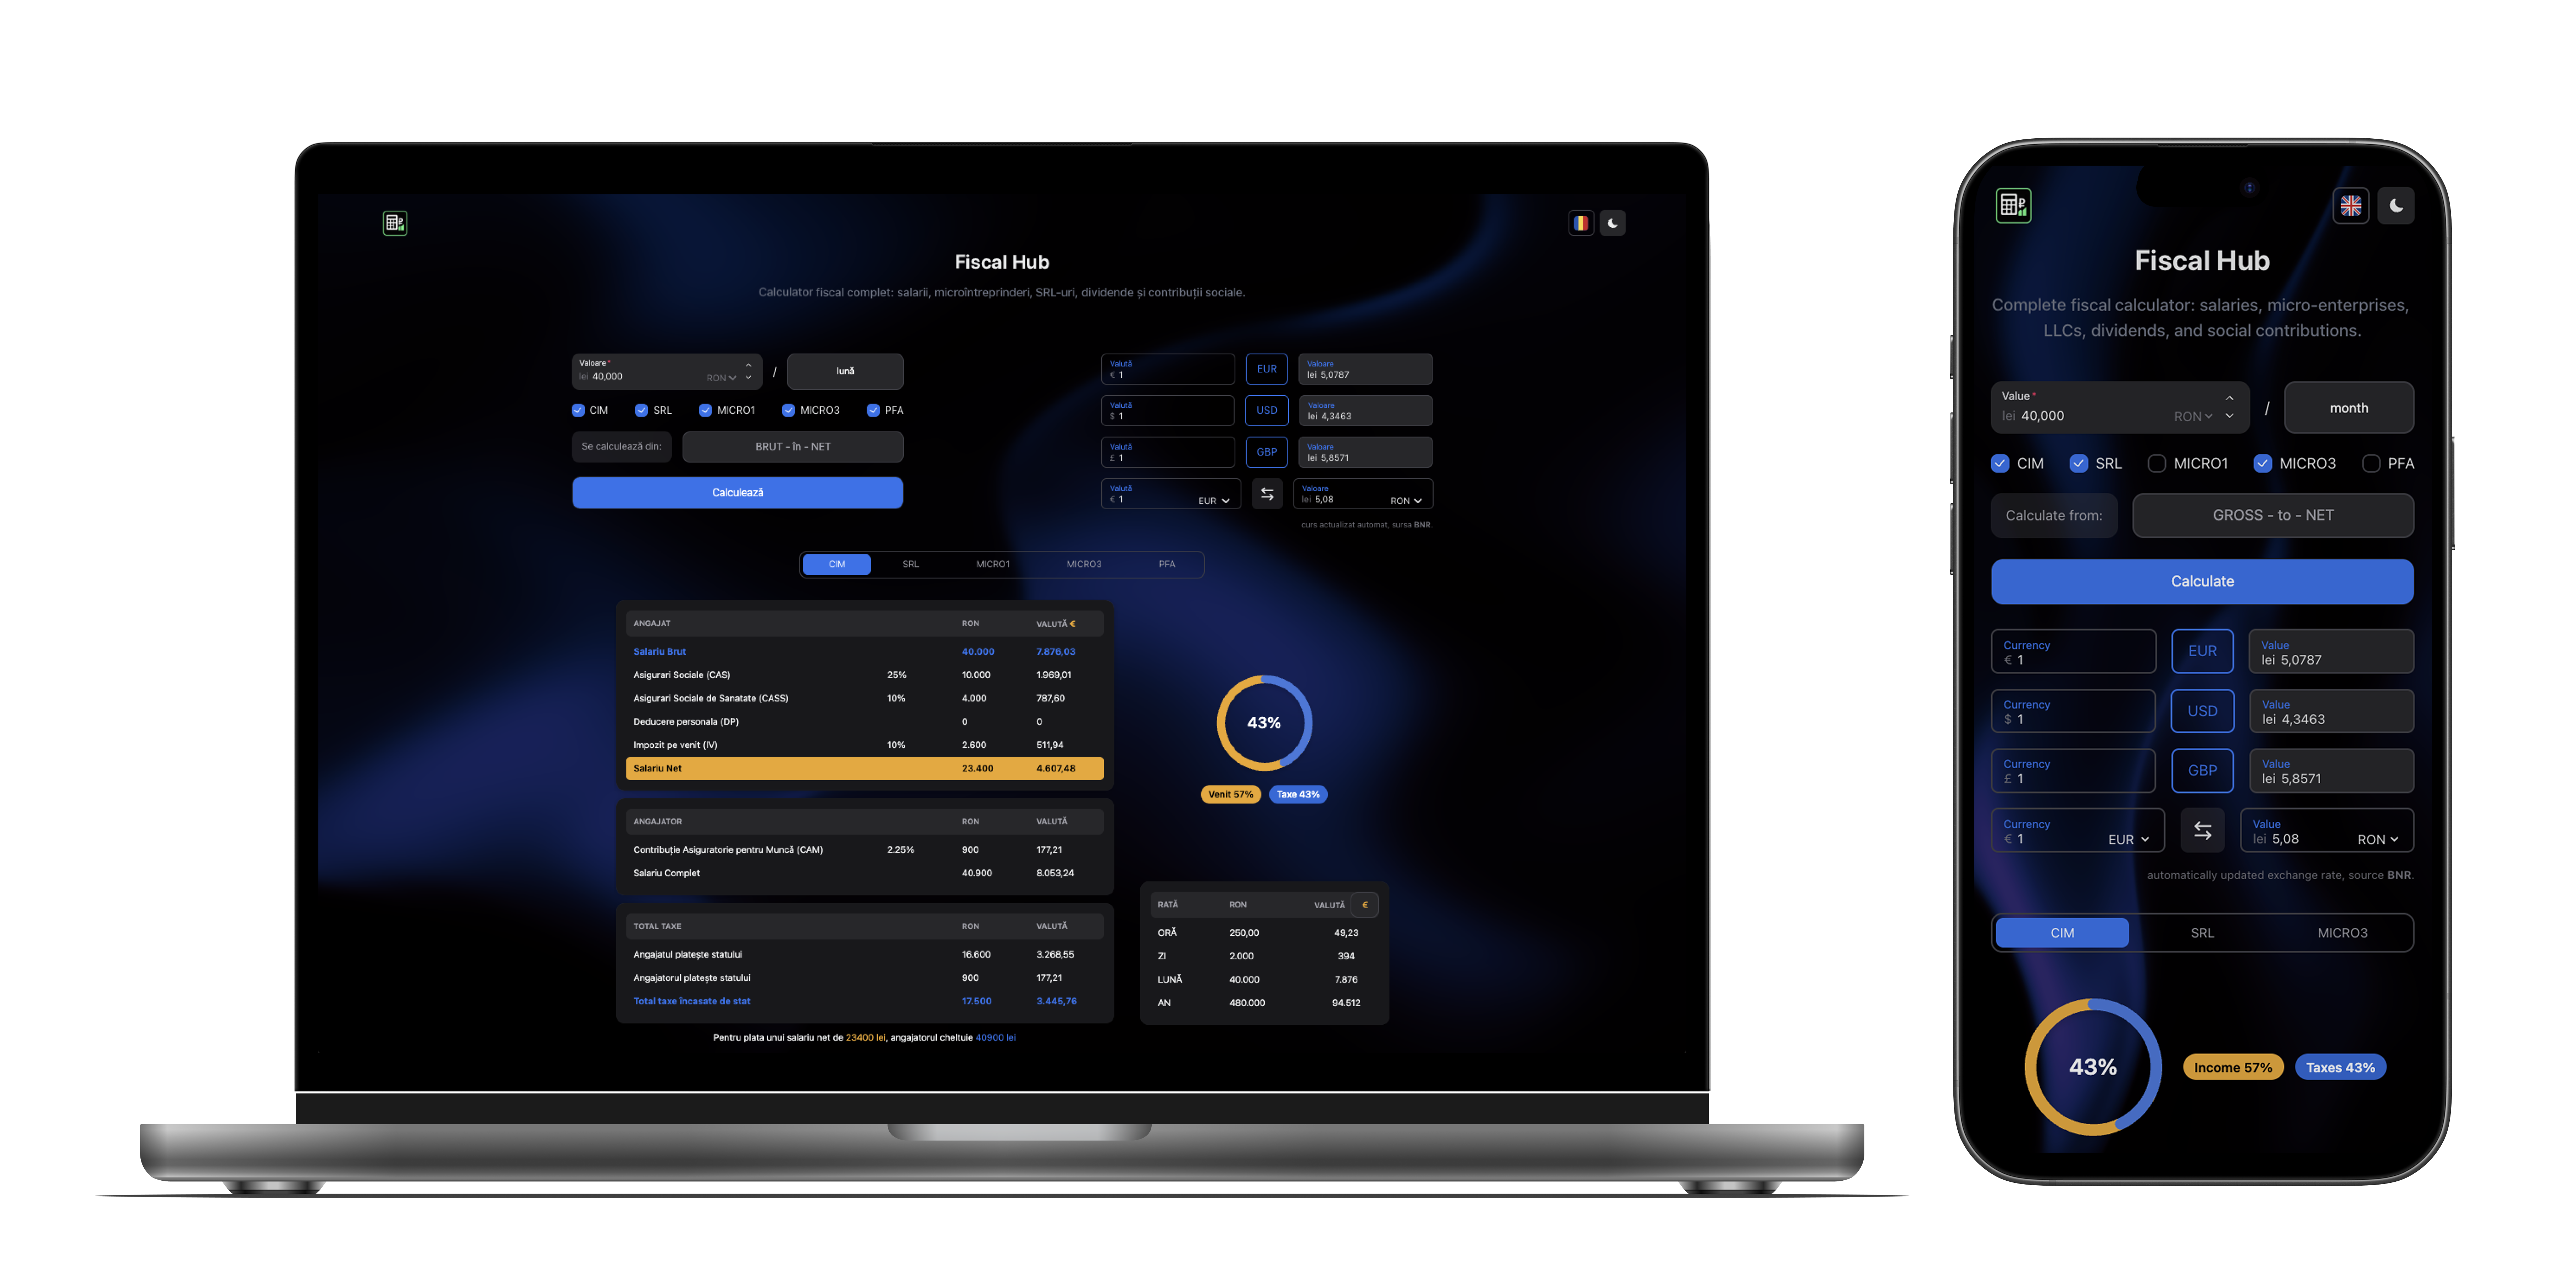 Fiscal Hub
Calculator fiscal complet: salarii, microîntreprinderi, SRL-uri, dividende și contribuții sociale.
Valoare*
lei 40,000 RON / lună
CIM SRL MICRO1 MICRO3 PFA
Se calculează din: BRUT - în - NET
Calculează
Valută
€ 1
EUR
Valoare
lei 5,0787
Valută
$ 1
USD
Valoare
lei 4,3463
Valută
£ 1
GBP
Valoare
lei 5,8571
Valută
€ 1 EUR
Valoare
lei 5,08 RON
curs actualizat automat, sursa BNR.
CIM SRL MICRO1 MICRO3 PFA
ANGAJAT RON VALUTĂ €
Salariu Brut 40.000 7.876,03
Asigurari Sociale (CAS) 25% 10.000 1.969,01
Asigurari Sociale de Sanatate (CASS) 10% 4.000 787,60
Deducere personala (DP) 0 0
Impozit pe venit (IV) 10% 2.600 511,94
Salariu Net 23.400 4.607,48
ANGAJATOR RON VALUTĂ
Contribuție Asiguratorie pentru Muncă (CAM) 2.25% 900 177,21
Salariu Complet 40.900 8.053,24
TOTAL TAXE RON VALUTĂ
Angajatul platește statului 16.600 3.268,55
Angajatorul platește statului 900 177,21
Total taxe încasate de stat 17.500 3.445,76
Pentru plata unui salariu net de 23400 lei, angajatorul cheltuie 40900 lei
43%
Venit 57% Taxe 43%
RATĂ RON VALUTĂ €
ORĂ 250,00 49,23
ZI 2.000 394
LUNĂ 40.000 7.876
AN 480.000 94.512
Fiscal Hub
Complete fiscal calculator: salaries, micro-enterprises,
LLCs, dividends, and social contributions.
Value*
lei 40,000 RON / month
CIM SRL MICRO1 MICRO3 PFA
Calculate from: GROSS - to - NET
Calculate
Currency
€ 1
EUR
Value
lei 5,0787
Currency
$ 1
USD
Value
lei 4,3463
Currency
£ 1
GBP
Value
lei 5,8571
Currency
€ 1 EUR
Value
lei 5,08 RON
automatically updated exchange rate, source BNR.
CIM SRL MICRO3
43%
Income 57% Taxes 43%